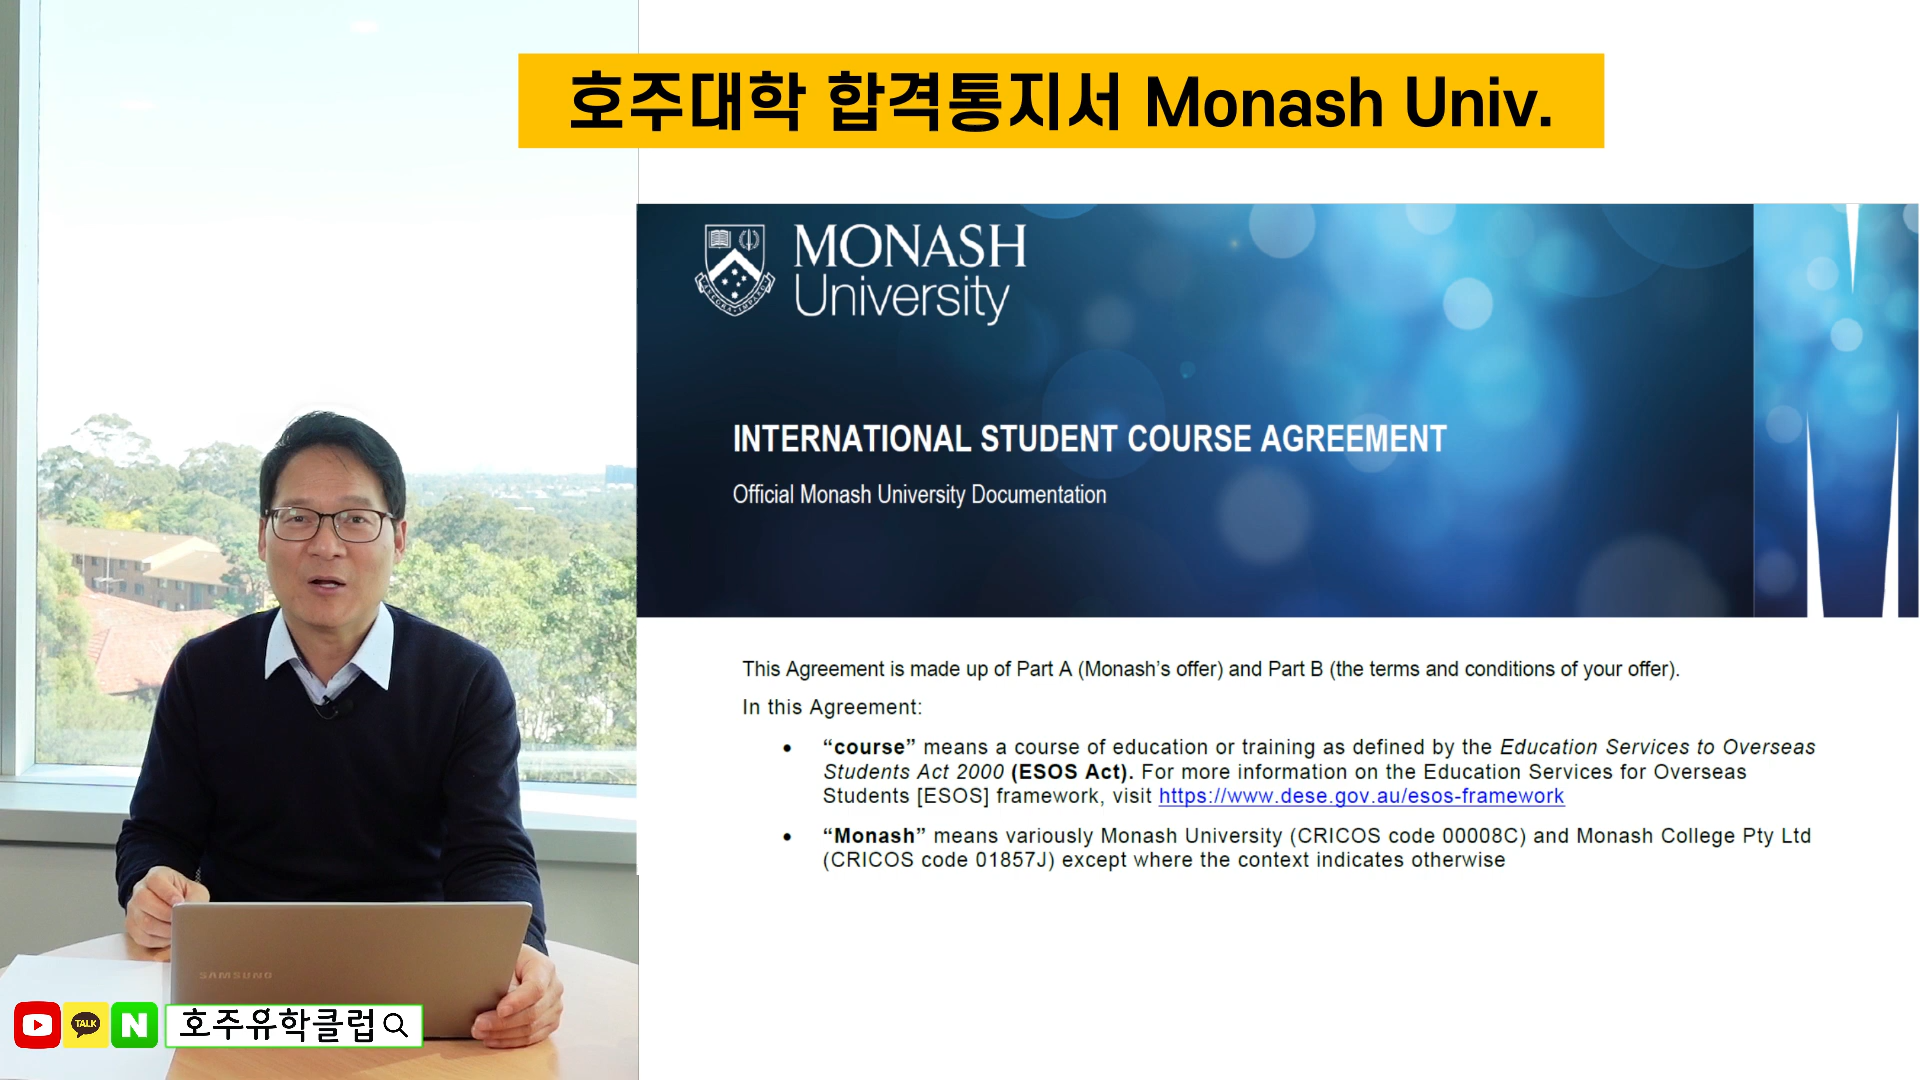 호주대학 합격통지서 Monash Univ.
MONASH
University
INTERNATIONAL STUDENT COURSE AGREEMENT
Official Monash University Documentation
This Agreement is made up of Part A (Monash’s offer) and Part B (the terms and conditions of your offer).
In this Agreement:
• “course” means a course of education or training as defined by the Education Services to Overseas
Students Act 2000 (ESOS Act). For more information on the Education Services for Overseas
Students [ESOS] framework, visit https://www.dese.gov.au/esos-framework
• “Monash” means variously Monash University (CRICOS code 00008C) and Monash College Pty Ltd
(CRICOS code 01857J) except where the context indicates otherwise
SAMSUNG
TALK
N
호주유학클럽